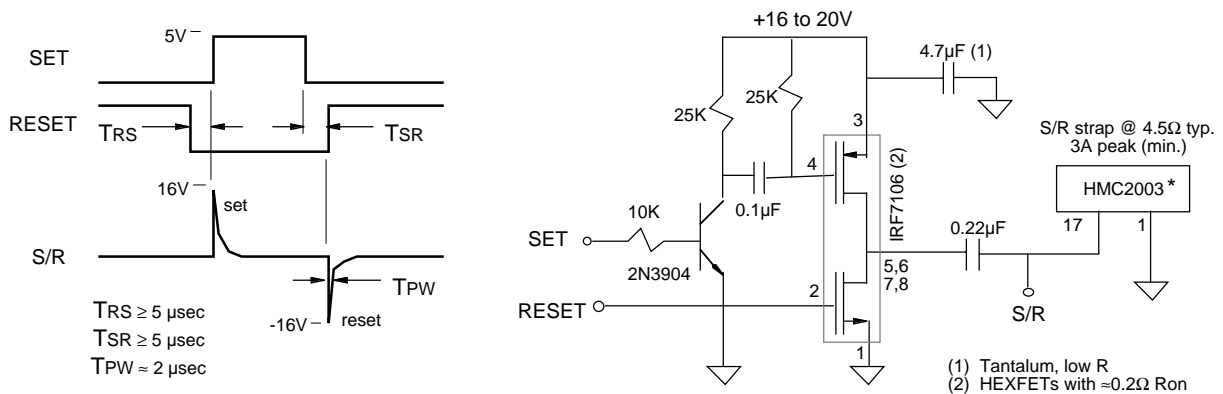 5V
SET
RESET
TRS
TSR
16V
set
S/R
TPW
-16V
reset
TRS ≥ 5 µsec
TSR ≥ 5 µsec
TPW ≈ 2 µsec
+16 to 20V
4.7µF (1)
25K
25K
3
4
0.1µF
IRF7106 (2)
S/R strap @ 4.5Ω typ.
3A peak (min.)
HMC2003*
17
1
10K
SET
2N3904
0.22µF
5,6
7,8
2
RESET
1
S/R
(1) Tantalum, low R
(2) HEXFETs with ≈0.2Ω Ron